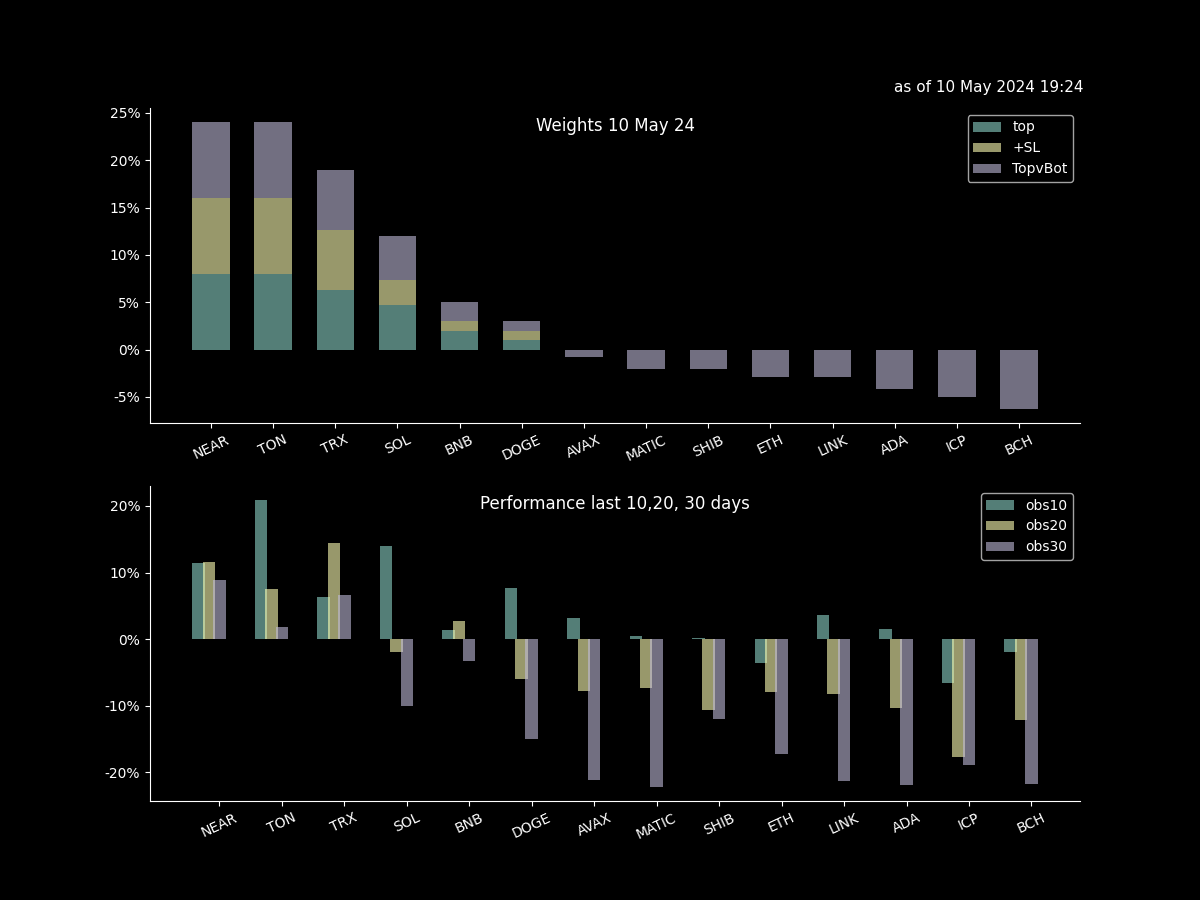 as of 10 May 2024 19:24
Weights 10 May 24
top
+SL
TopvBot
25%
20%
15%
10%
5%
0%
-5%
NEAR TON TRX SOL BNB DOGE AVAX MATIC SHIB ETH LINK ADA ICP BCH
Performance last 10,20, 30 days
obs10
obs20
obs30
20%
10%
0%
-10%
-20%
NEAR TON TRX SOL BNB DOGE AVAX MATIC SHIB ETH LINK ADA ICP BCH